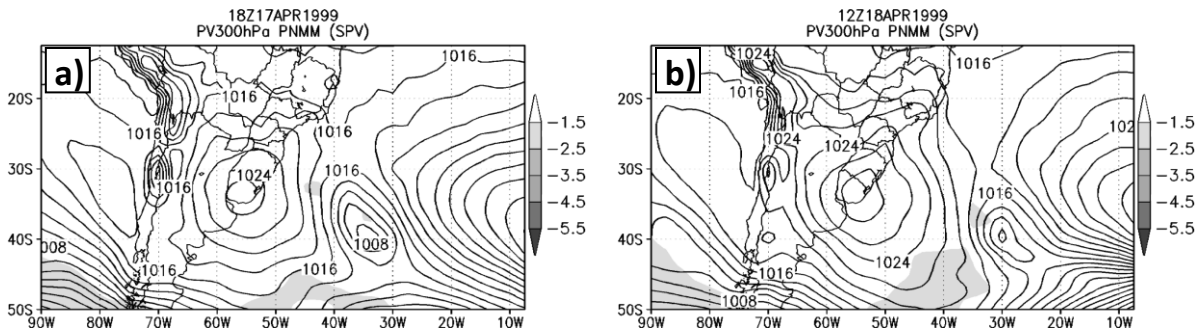 18Z17APR1999
PV300hPa PNMM (SPV)
a)
1016
1016
1016
1016
1016
1024
1016
1016
1008
008
1016
1016
20S
30S
40S
50S
90W
80W
70W
60W
50W
40W
30W
20W
10W
-1.5
-2.5
-3.5
-4.5
-5.5
12Z18APR1999
PV300hPa PNMM (SPV)
b)
1024
1016
1016
1016
1024
1024
102
1016
1024
1016
1008
20S
30S
40S
50S
90W
80W
70W
60W
50W
40W
30W
20W
10W
-1.5
-2.5
-3.5
-4.5
-5.5